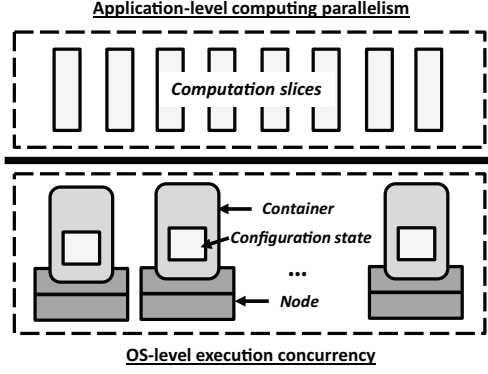 Application-level computing parallelism
Computation slices
Container
Configuration state
...
Node
OS-level execution concurrency